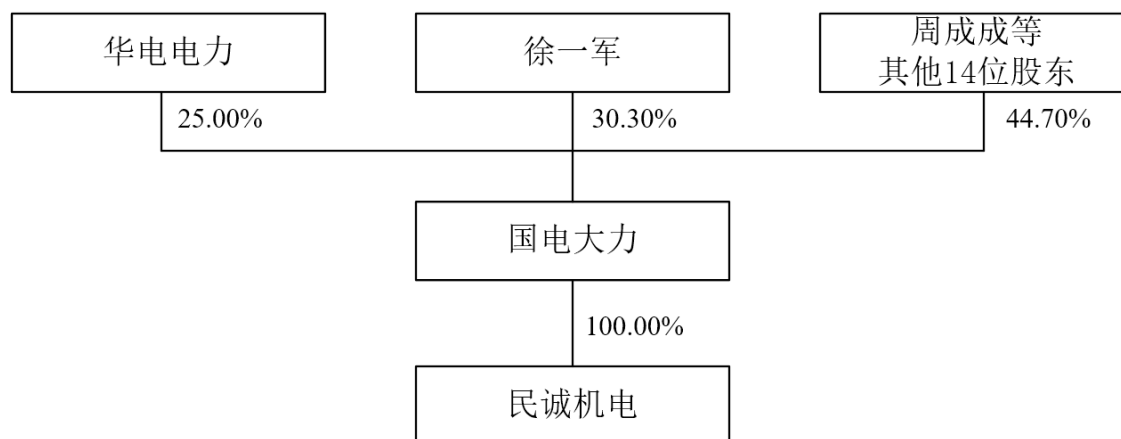 华电电力
徐一军
周成成等
其他14位股东
25.00%
30.30%
44.70%
国电大力
100.00%
民诚机电